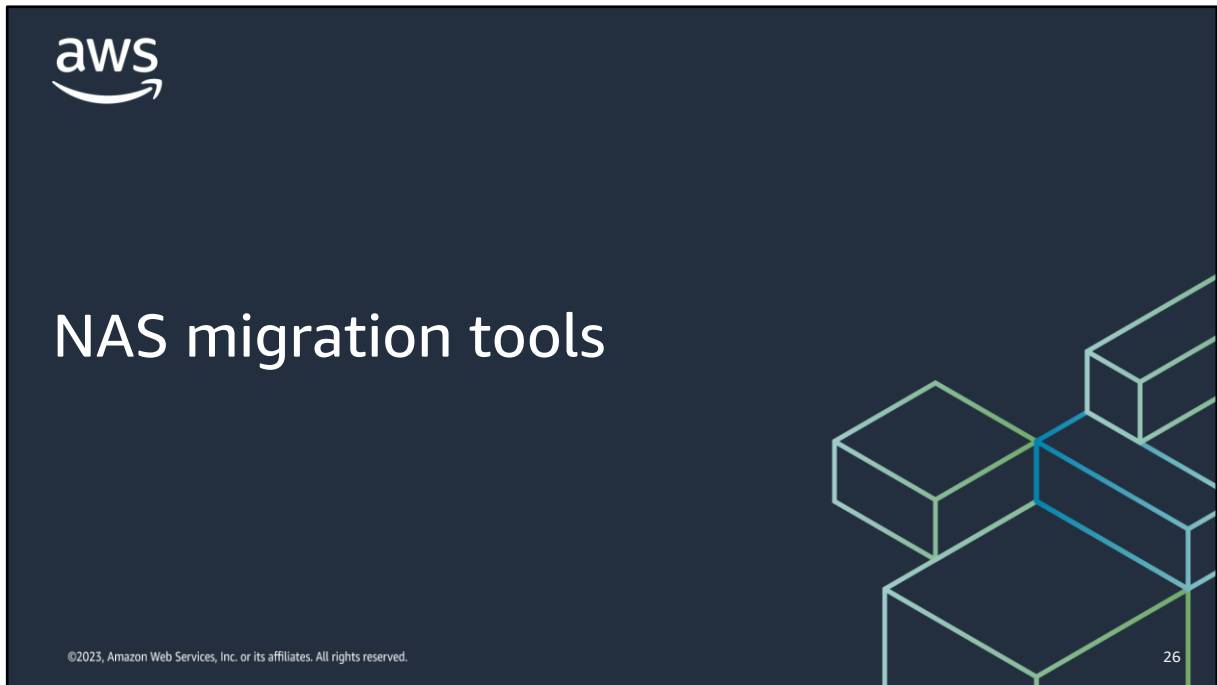 aws
NAS migration tools
©2023, Amazon Web Services, Inc. or its affiliates. All rights reserved.
26